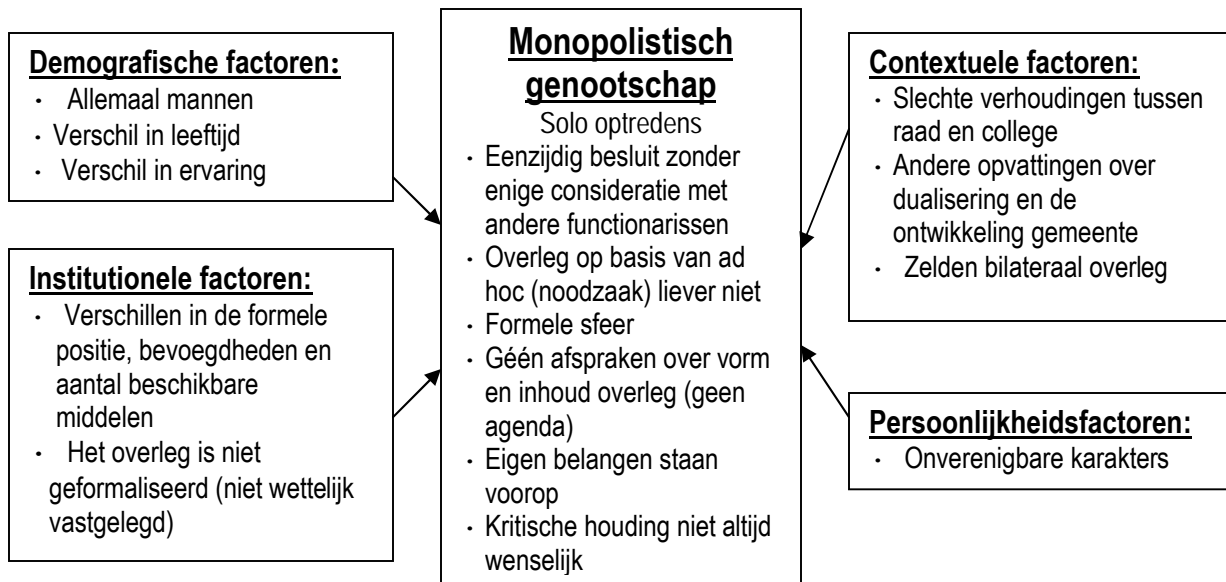 Demografische factoren:
· Allemaal mannen
· Verschil in leeftijd
· Verschil in ervaring
Institutionele factoren:
· Verschillen in de formele
positie, bevoegdheden en
aantal beschikbare
middelen
· Het overleg is niet
geformaliseerd (niet wettelijk
vastgelegd)
Monopolistisch
genootschap
Solo optredens
· Eenzijdig besluit zonder
enige consideratie met
andere functionarissen
· Overleg op basis van ad
hoc (noodzaak) liever niet
· Formele sfeer
· Géén afspraken over vorm
en inhoud overleg (geen
agenda)
· Eigen belangen staan
voorop
· Kritische houding niet altijd
wenselijk
Contextuele factoren:
· Slechte verhoudingen tussen
raad en college
· Andere opvattingen over
dualisering en de
ontwikkeling gemeente
· Zelden bilateraal overleg
Persoonlijkheidsfactoren:
· Onverenigbare karakters